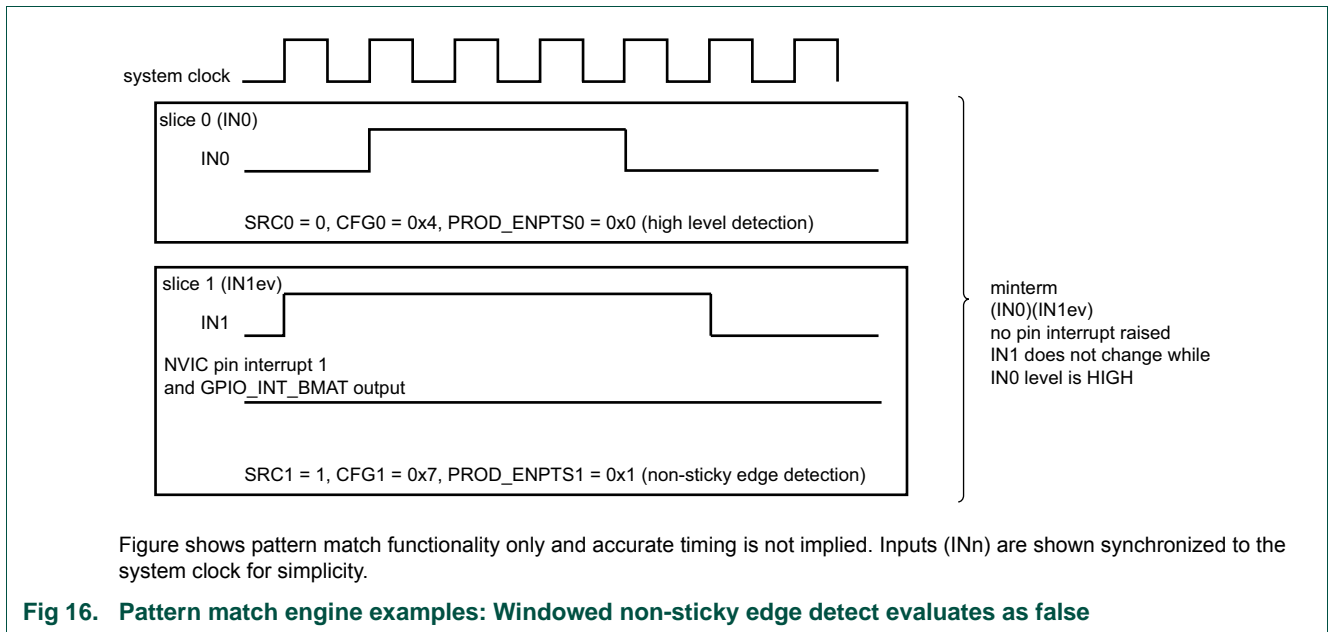 system clock
slice 0 (IN0)
IN0
SRC0 = 0, CFG0 = 0x4, PROD_ENPTS0 = 0x0 (high level detection)
slice 1 (IN1ev)
IN1
NVIC pin interrupt 1
and GPIO_INT_BMAT output
SRC1 = 1, CFG1 = 0x7, PROD_ENPTS1 = 0x1 (non-sticky edge detection)
minterm
(IN0)(IN1ev)
no pin interrupt raised
IN1 does not change while
IN0 level is HIGH
Figure shows pattern match functionality only and accurate timing is not implied. Inputs (INn) are shown synchronized to the
system clock for simplicity.
Fig 16. Pattern match engine examples: Windowed non-sticky edge detect evaluates as false